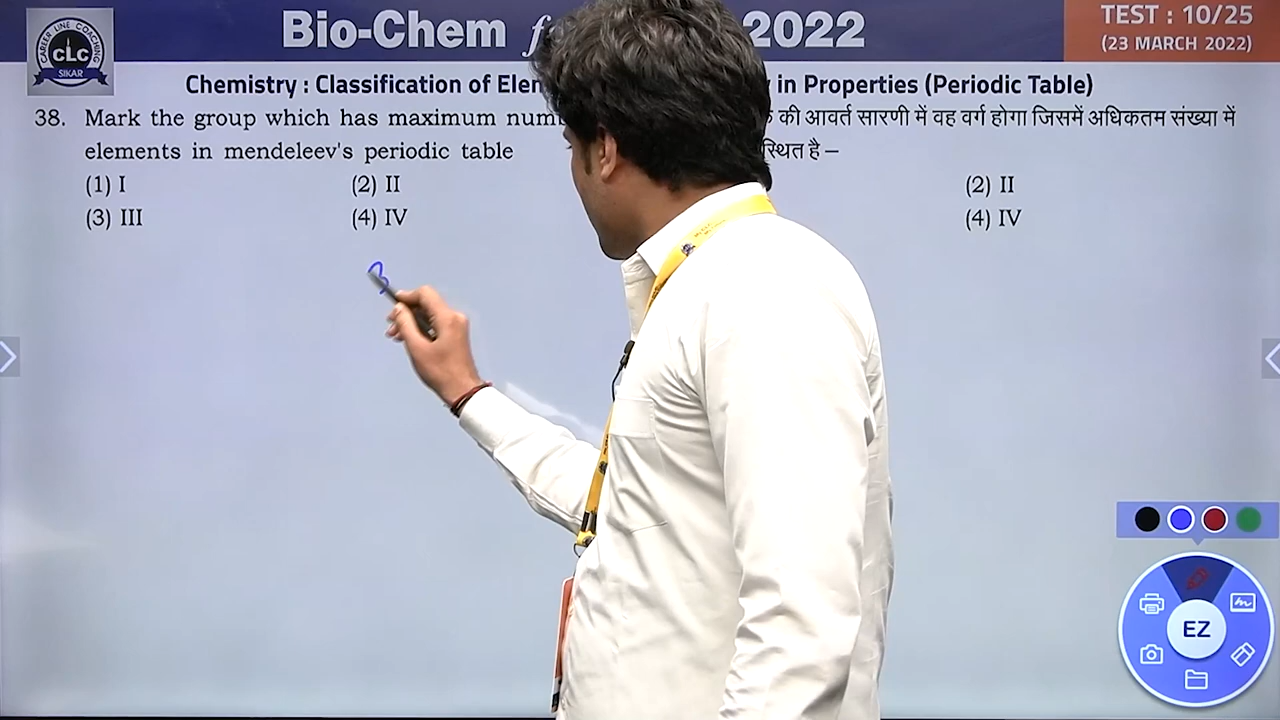 Bio-Chem 2022
TEST : 10/25
(23 MARCH 2022)
CAREER LINE COACHING
CLC
SIKAR
Chemistry : Classification of in Properties (Periodic Table)
38. Mark the group which has maximum की आवर्त सारणी में वह वर्ग होगा जिसमें अधिकतम संख्या में
elements in mendeleev's periodic table है –
(1) I (2) II (2) II
(3) III (4) IV (4) IV
EZ